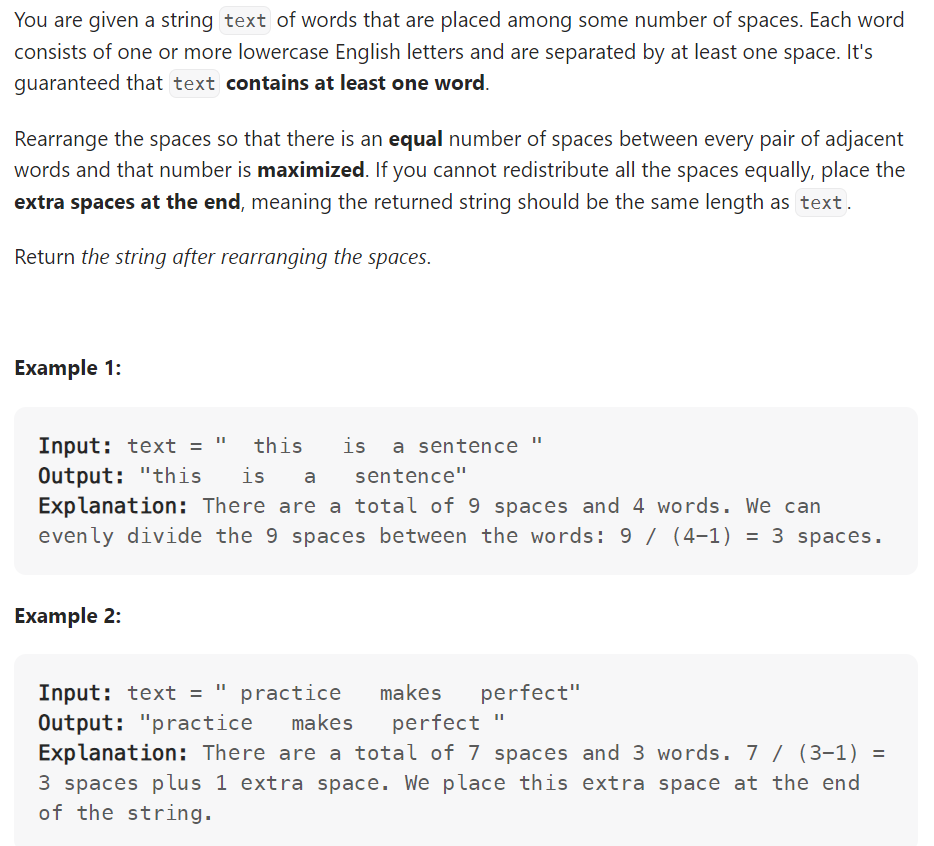 You are given a string text of words that are placed among some number of spaces. Each word
consists of one or more lowercase English letters and are separated by at least one space. It's
guaranteed that text contains at least one word.
Rearrange the spaces so that there is an equal number of spaces between every pair of adjacent
words and that number is maximized. If you cannot redistribute all the spaces equally, place the
extra spaces at the end, meaning the returned string should be the same length as text.
Return the string after rearranging the spaces.
Example 1:
Input: text = "  this   is  a sentence "
Output: "this   is   a   sentence"
Explanation: There are a total of 9 spaces and 4 words. We can
evenly divide the 9 spaces between the words: 9 / (4-1) = 3 spaces.
Example 2:
Input: text = " practice   makes   perfect"
Output: "practice   makes   perfect "
Explanation: There are a total of 7 spaces and 3 words. 7 / (3-1) =
3 spaces plus 1 extra space. We place this extra space at the end
of the string.